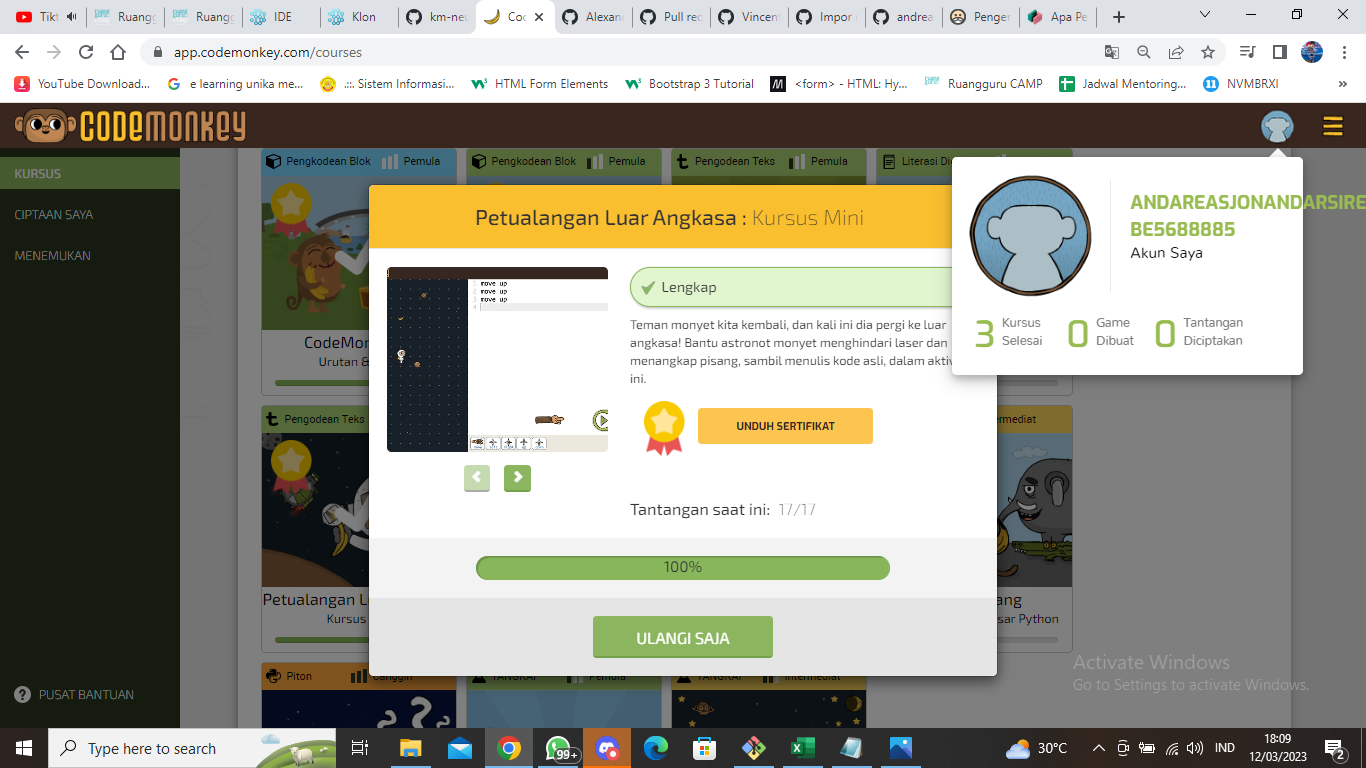 Tikt
Ruangg
Ruangg
IDE
Klon
km-neu
Coc
Alexand
Pull rec
Vincent
Impor r
andrea
Penger
Apa Pe
app.codemonkey.com/courses
YouTube Download...
e learning unika me...
.::. Sistem Informasi...
HTML Form Elements
Bootstrap 3 Tutorial
<form> - HTML: Hy...
Ruangguru CAMP
Jadwal Mentoring...
NVMBRXI
CODEMONKEY
KURSUS
CIPTAAN SAYA
MENEMUKAN
PUSAT BANTUAN
Pengkodean Blok Pemula
Pengkodean Blok Pemula
Pengodean Teks Pemula
Literasi Di
CodeMon
Urutan &
Petualangan Luar Angkasa : Kursus Mini
1 move up
2 move up
3 move up
4
Lengkap
Teman monyet kita kembali, dan kali ini dia pergi ke luar
angkasa! Bantu astronot monyet menghindari laser dan
menangkap pisang, sambil menulis kode asli, dalam aktiv
ini.
UNDUH SERTIFIKAT
Tantangan saat ini: 17/17
100%
ULANGI SAJA
ANDAREASJONANDARSIRE
BE5688885
Akun Saya
3 Kursus Selesai
0 Game Dibuat
0 Tantangan Diciptakan
Pengodean Teks
ermediat
Petualangan L
Kursus
ang
sar Python
Piton Canggih
TANGKAI Pemula
TANGKAI Intermediat
Activate Windows
Go to Settings to activate Windows.
Type here to search
99+
30°C
IND
18:09
12/03/2023
2